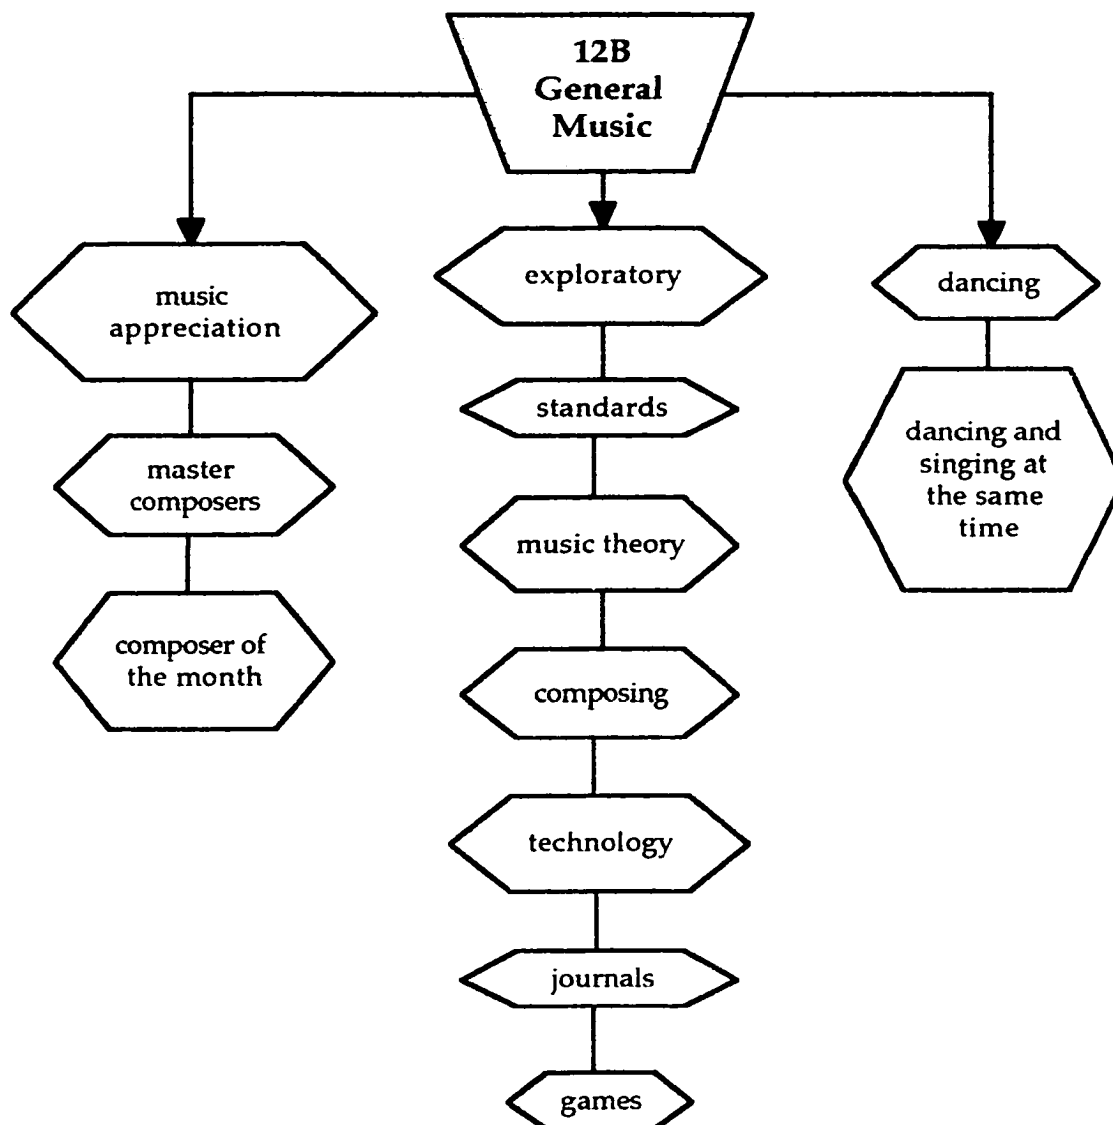 12B
General
Music
music
appreciation
master
composers
composer of
the month
exploratory
standards
music theory
composing
technology
journals
games
dancing
dancing and
singing at
the same
time